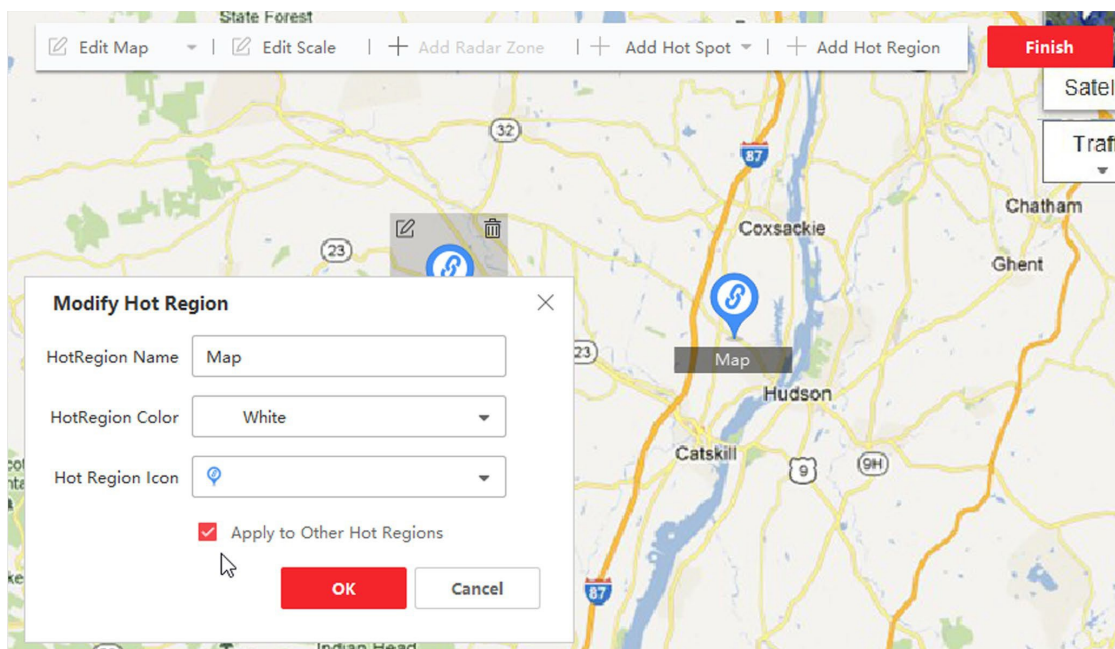 State Forest
Edit Map
Edit Scale
Add Radar Zone
Add Hot Spot
Add Hot Region
Finish
32
87
Chatham
23
Coxsackie
Ghent
Modify Hot Region
HotRegion Name
Map
23
Map
Hudson
HotRegion Color
White
Catskill
9
9H
Hot Region Icon
Apply to Other Hot Regions
OK
Cancel
87
Indian Head